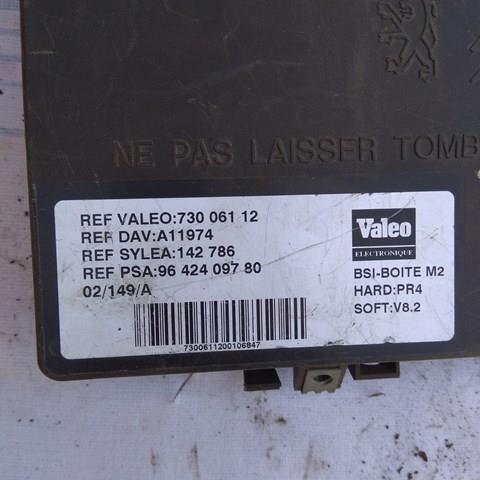 NE PAS LAISSER TOMB
REF VALEO:730 061 12
REF DAV:A11974
REF SYLEA:142 786
REF PSA:96 424 097 80
02/149/A
Valeo
ELECTRONIQUE
BSI-BOITE M2
HARD:PR4
SOFT:V8.2
7300611200106847